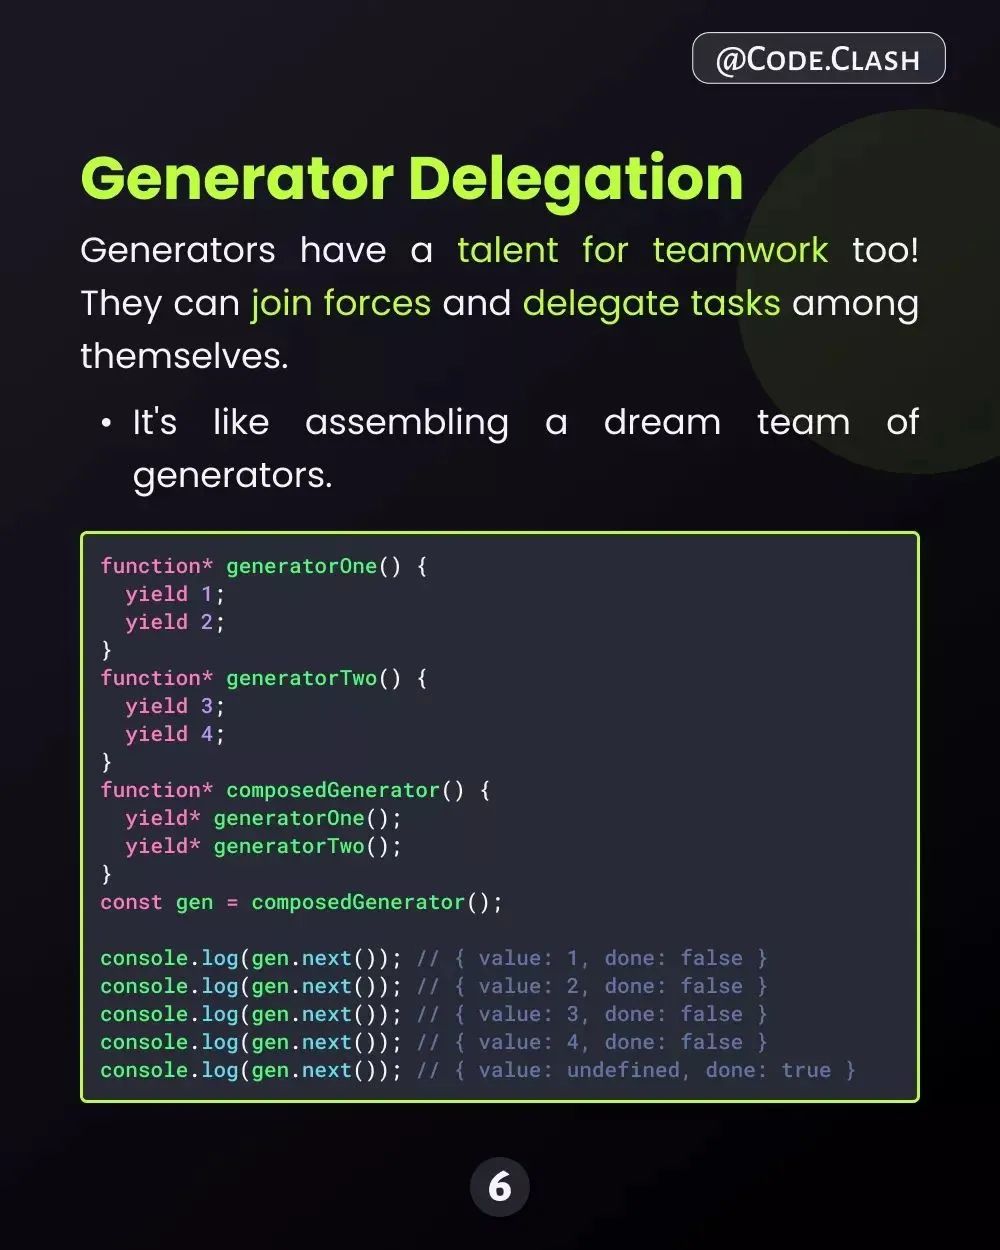 @Code.Clash
Generator Delegation
Generators have a talent for teamwork too!
They can join forces and delegate tasks among
themselves.
• It's like assembling a dream team of
generators.
function* generatorOne() {
  yield 1;
  yield 2;
}
function* generatorTwo() {
  yield 3;
  yield 4;
}
function* composedGenerator() {
  yield* generatorOne();
  yield* generatorTwo();
}
const gen = composedGenerator();

console.log(gen.next()); // { value: 1, done: false }
console.log(gen.next()); // { value: 2, done: false }
console.log(gen.next()); // { value: 3, done: false }
console.log(gen.next()); // { value: 4, done: false }
console.log(gen.next()); // { value: undefined, done: true }
6